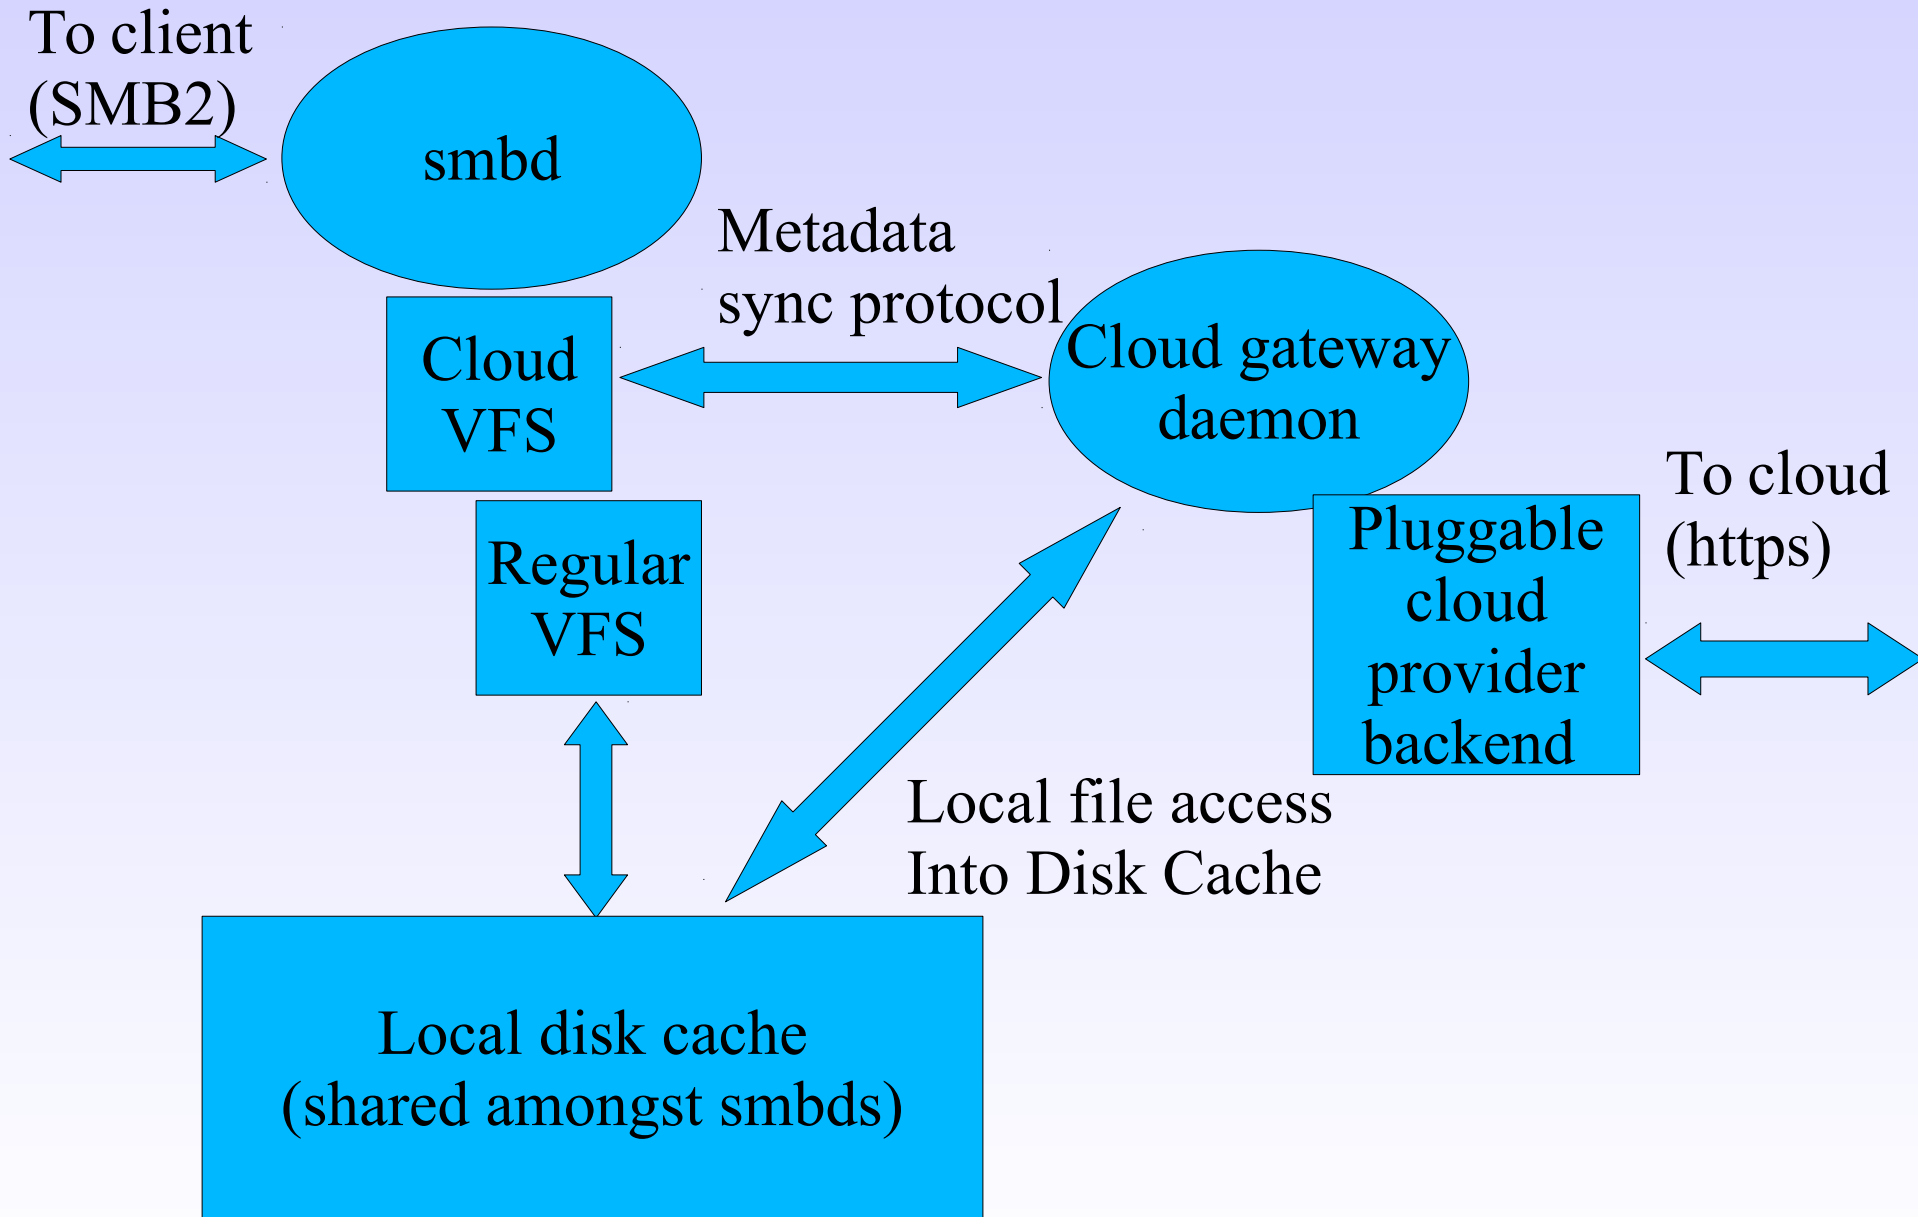 To client
(SMB2)
smbd
Metadata
sync protocol
Cloud
VFS
Cloud gateway
daemon
Regular
VFS
To cloud
(https)
Pluggable
cloud
provider
backend
Local file access
Into Disk Cache
Local disk cache
(shared amongst smbds)